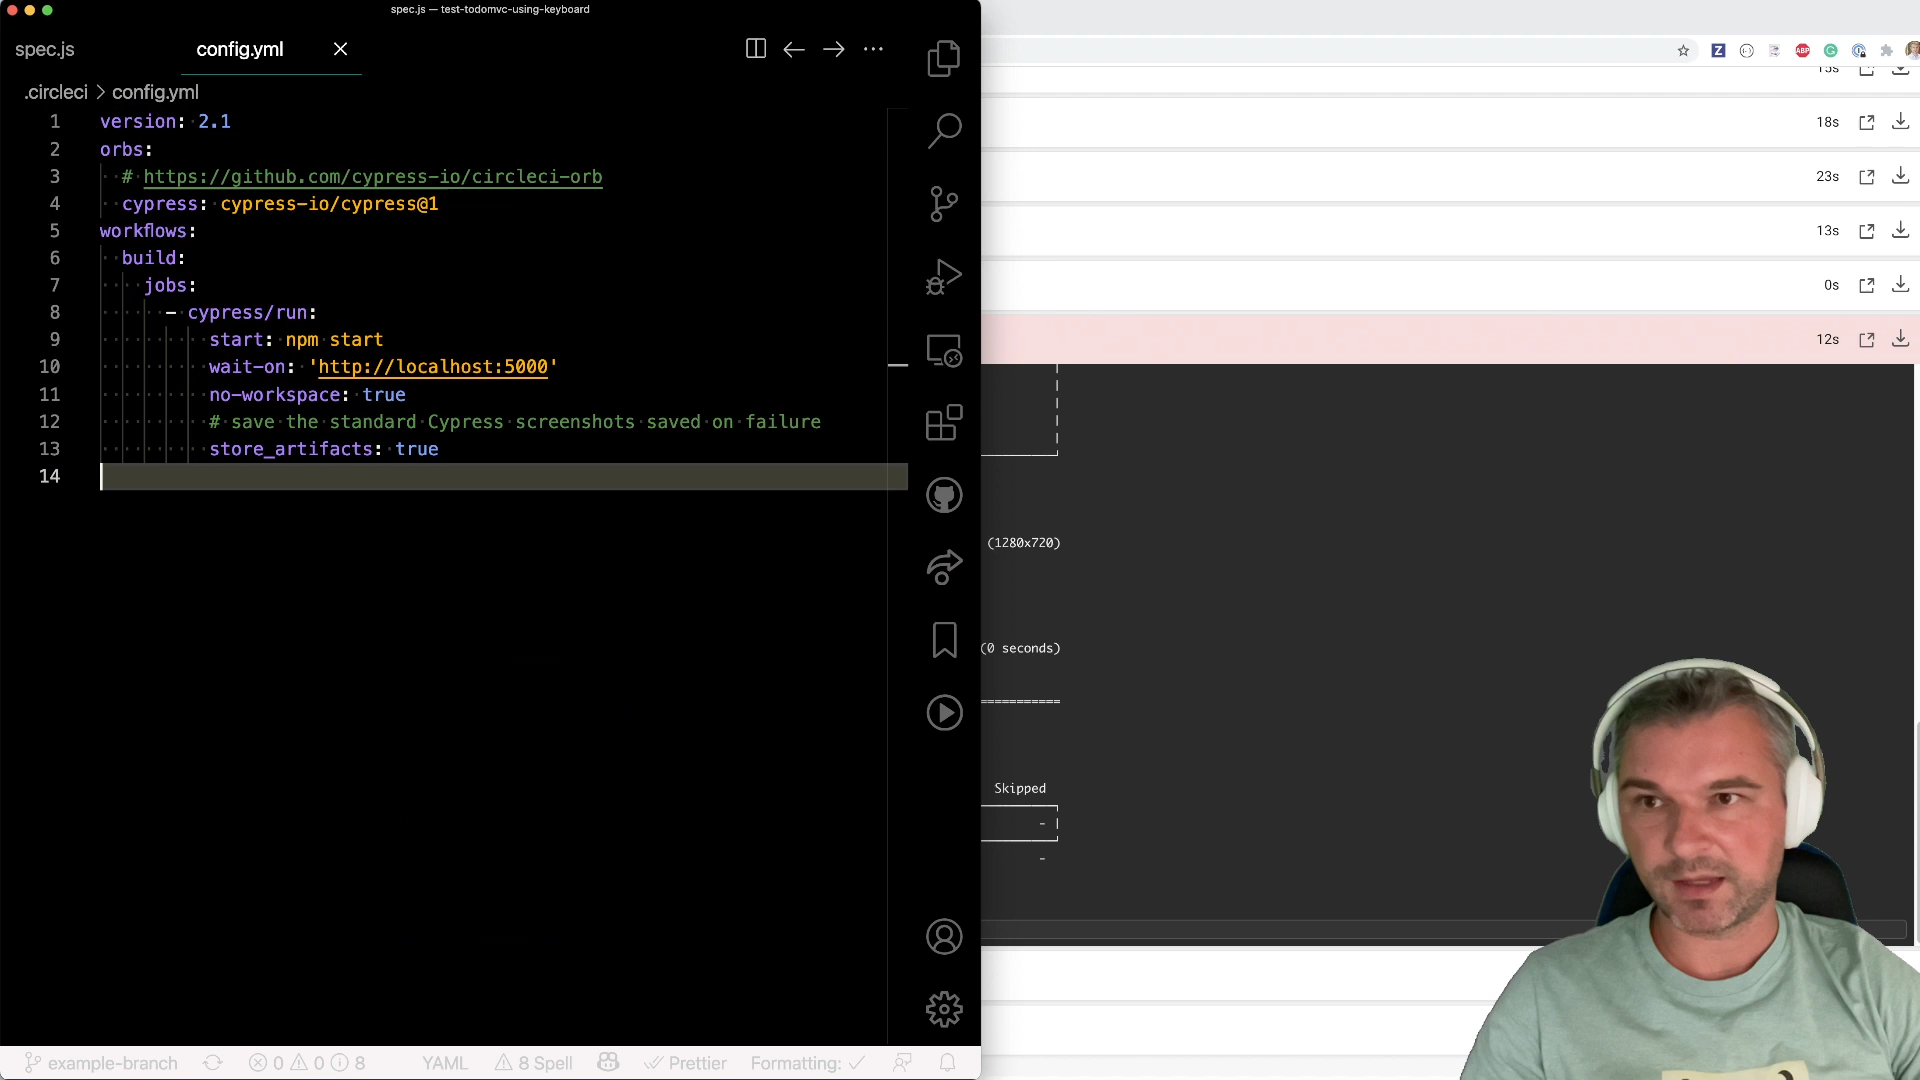 spec.js — test-todomvc-using-keyboard
spec.js
config.yml
.circleci > config.yml
1 version: 2.1
2 orbs:
3 # https://github.com/cypress-io/circleci-orb
4 cypress: cypress-io/cypress@1
5 workflows:
6 build:
7 jobs:
8 - cypress/run:
9 start: npm start
10 wait-on: 'http://localhost:5000'
11 no-workspace: true
12 # save the standard Cypress screenshots saved on failure
13 store_artifacts: true
14
example-branch 0 0 8 YAML 8 Spell Prettier Formatting:
ABP
15s
18s
23s
13s
0s
12s
(1280x720)
(0 seconds)
===========
Skipped
-
-